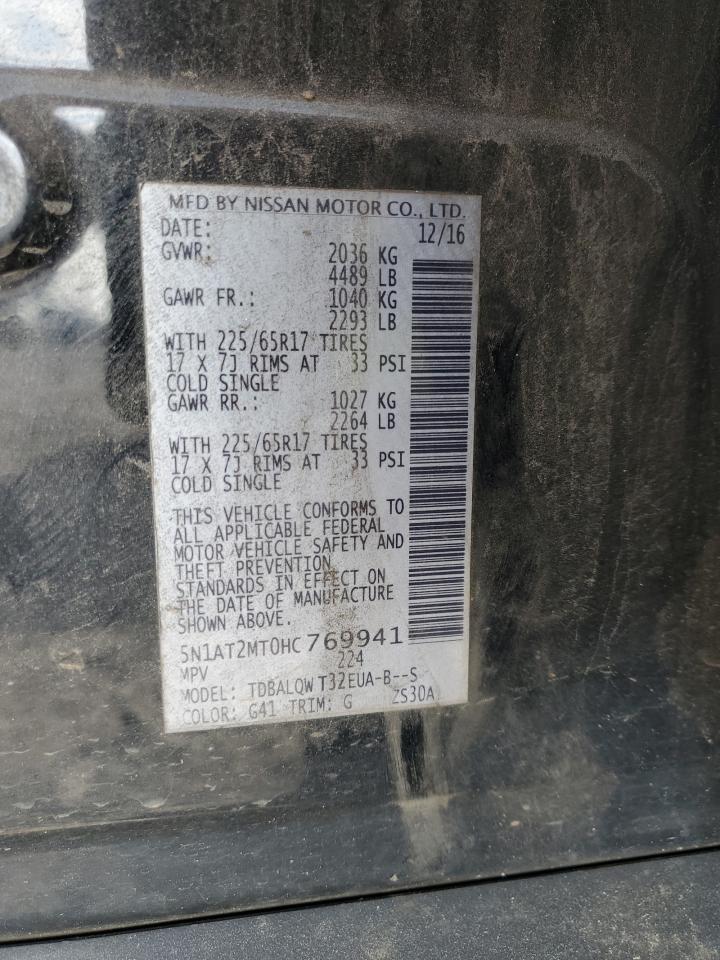 MFD BY NISSAN MOTOR CO., LTD.
DATE: 12/16
GVWR: 2036 KG
4489 LB
GAWR FR.: 1040 KG
2293 LB
WITH 225/65R17 TIRES
17 X 7J RIMS AT 33 PSI
COLD SINGLE
GAWR RR.: 1027 KG
2264 LB
WITH 225/65R17 TIRES
17 X 7J RIMS AT 33 PSI
COLD SINGLE
THIS VEHICLE CONFORMS TO
ALL APPLICABLE FEDERAL
MOTOR VEHICLE SAFETY AND
THEFT PREVENTION
STANDARDS IN EFFECT ON
THE DATE OF MANUFACTURE
SHOWN ABOVE.
5N1AT2MT0HC769941
MPV 224
MODEL: TDBALQW T32EUA-B--S
COLOR: G41 TRIM: G 2S30A